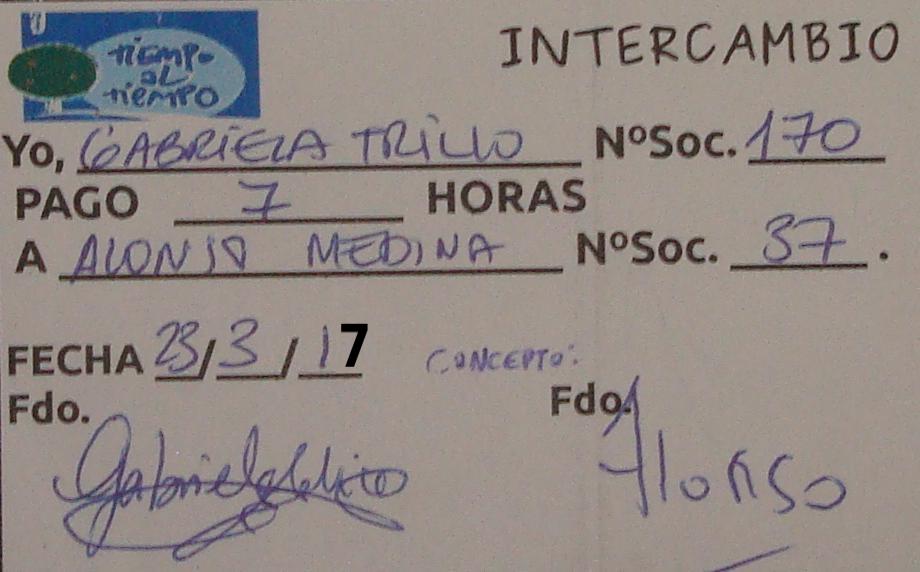 TIEMPO
AL
TIEMPO
INTERCAMBIO
Yo, GABRIELA TRILLO NºSoc. 170
PAGO 7 HORAS
A ALONSO MEDINA NºSoc. 37.
FECHA 23/3/17 CONCEPTO:
Fdo. Fdo.
Gabriela Trillo Alonso